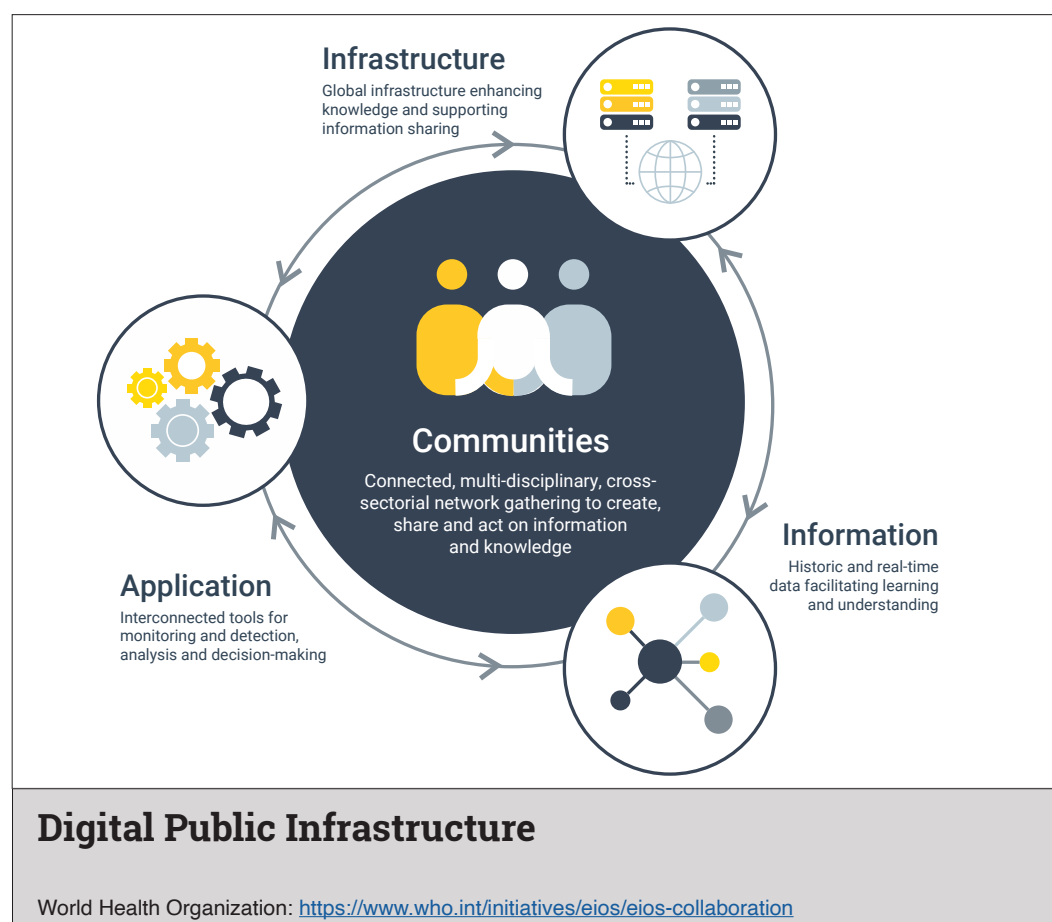 Infrastructure
Global infrastructure enhancing
knowledge and supporting
information sharing
Communities
Connected, multi-disciplinary, cross-
sectorial network gathering to create,
share and act on information
and knowledge
Information
Historic and real-time
data facilitating learning
and understanding
Application
Interconnected tools for
monitoring and detection,
analysis and decision-making
Digital Public Infrastructure
World Health Organization: https://www.who.int/initiatives/eios/eios-collaboration